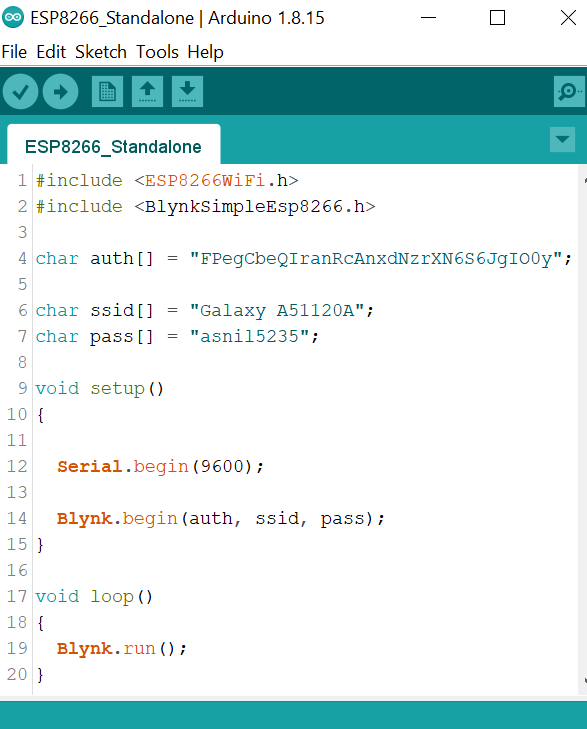 ESP8266_Standalone | Arduino 1.8.15
File Edit Sketch Tools Help
ESP8266_Standalone
1 #include <ESP8266WiFi.h>
2 #include <BlynkSimpleEsp8266.h>
3
4 char auth[] = "FPegCbeQIranRcAnxdNzrXN6S6JgIO0y";
5
6 char ssid[] = "Galaxy A51120A";
7 char pass[] = "asnil5235";
8
9 void setup()
10 {
11
12   Serial.begin(9600);
13
14   Blynk.begin(auth, ssid, pass);
15 }
16
17 void loop()
18 {
19   Blynk.run();
20 }